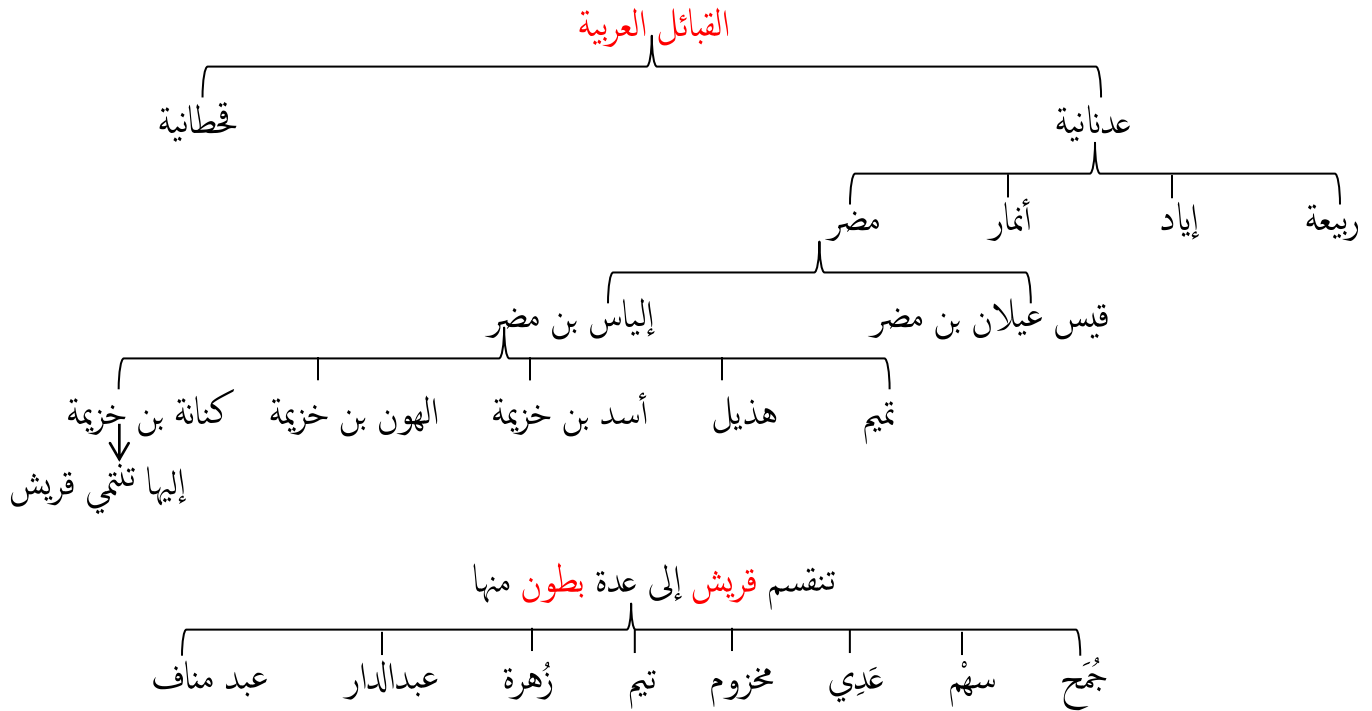 القبائل العربية
عدنانية قحطانية
ربيعة إياد أنمار مضر
قيس عيلان بن مضر إلياس بن مضر
تميم هذيل أسد بن خزيمة الهون بن خزيمة كنانة بن خزيمة
إليها تنتمي قريش
تنقسم قريش إلى عدة بطون منها
جُمَح سهْم عَدِي مخزوم تيم زُهرة عبدالدار عبد مناف